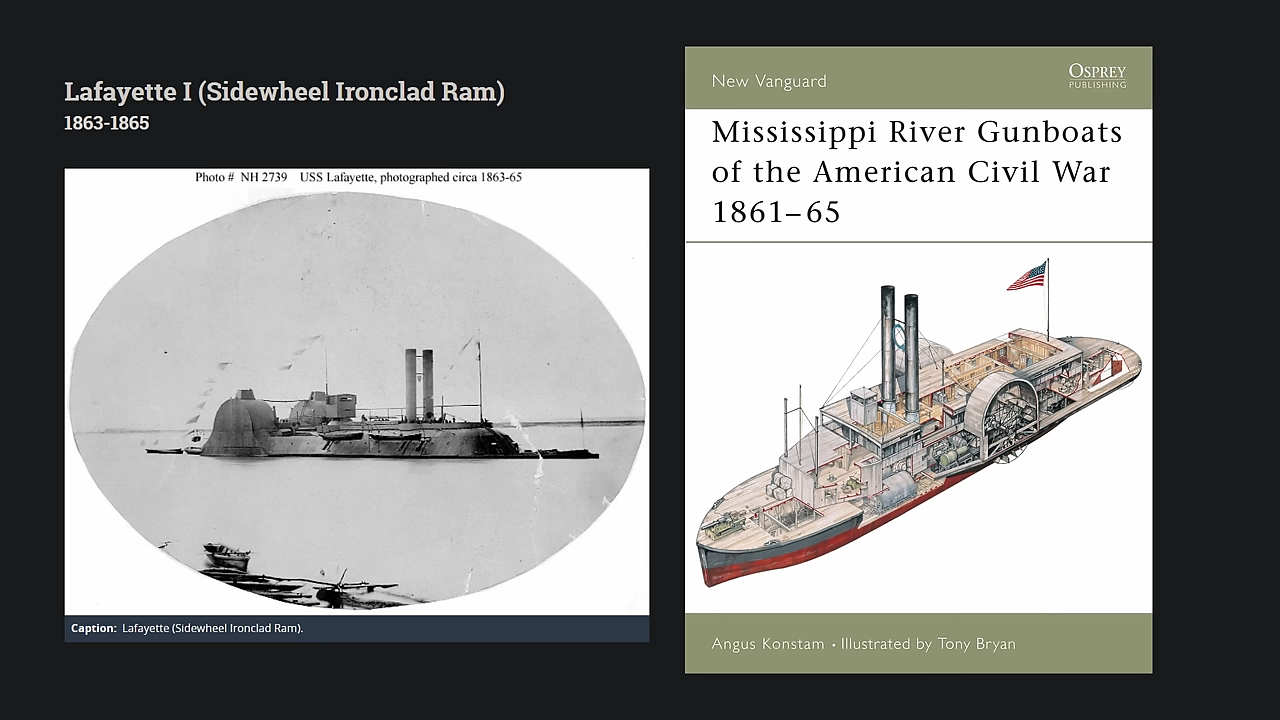 Lafayette I (Sidewheel Ironclad Ram)
1863-1865
Photo # NH 2739 USS Lafayette, photographed circa 1863-65
Caption: Lafayette (Sidewheel Ironclad Ram).
New Vanguard
OSPREY
PUBLISHING
Mississippi River Gunboats
of the American Civil War
1861–65
Angus Konstam • Illustrated by Tony Bryan